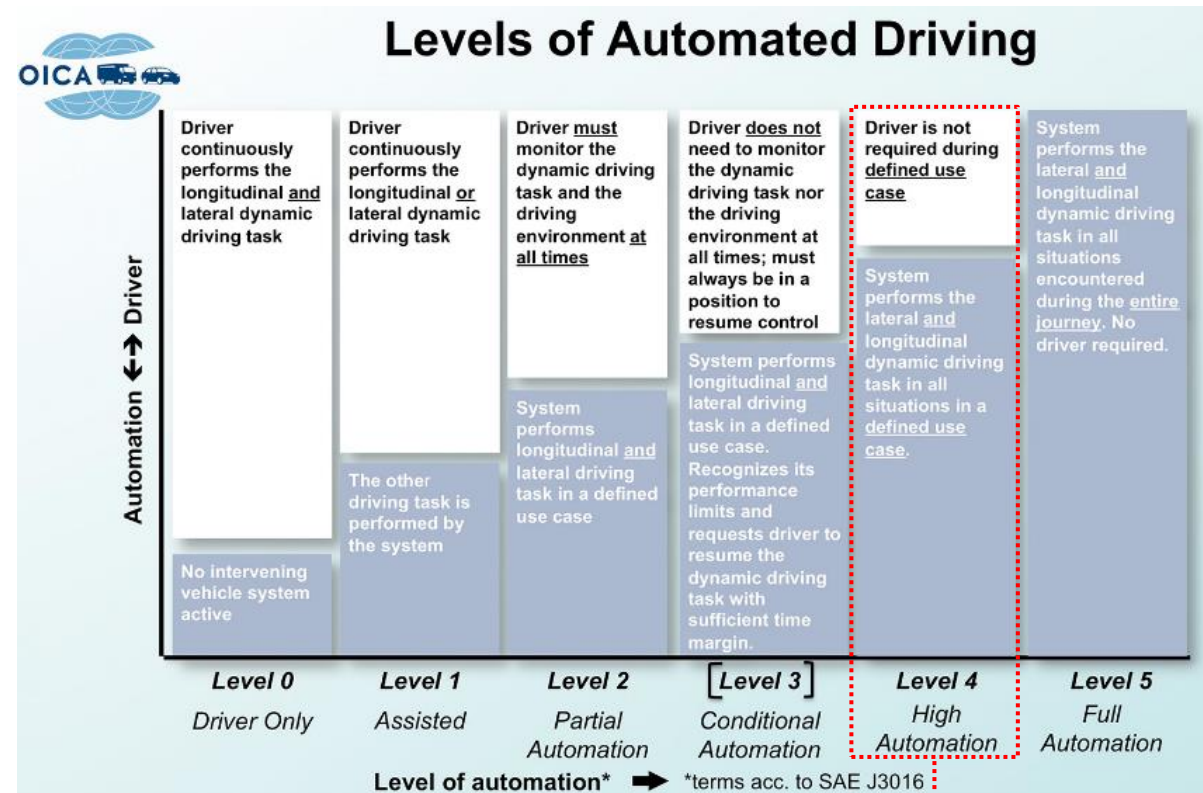 Levels of Automated Driving
OICA
Automation ↔ Driver
Driver
continuously
performs the
longitudinal and
lateral dynamic
driving task
No intervening
vehicle system
active
Driver
continuously
performs the
longitudinal or
lateral dynamic
driving task
The other
driving task is
performed by
the system
Driver must
monitor the
dynamic driving
task and the
driving
environment at
all times
System
performs
longitudinal and
lateral driving
task in a defined
use case
Driver does not
need to monitor
the dynamic
driving task nor
the driving
environment at
all times; must
always be in a
position to
resume control
System performs
longitudinal and
lateral driving
task in a defined
use case.
Recognizes its
performance
limits and
requests driver to
resume the
dynamic driving
task with
sufficient time
margin.
Driver is not
required during
defined use
case
System
performs the
lateral and
longitudinal
dynamic driving
task in all
situations in a
defined use
case.
System
performs the
lateral and
longitudinal
dynamic driving
task in all
situations
encountered
during the entire
journey. No
driver required.
Level 0
Driver Only
Level 1
Assisted
Level 2
Partial
Automation
[Level 3]
Conditional
Automation
Level 4
High
Automation
Level 5
Full
Automation
Level of automation* ➡ *terms acc. to SAE J3016